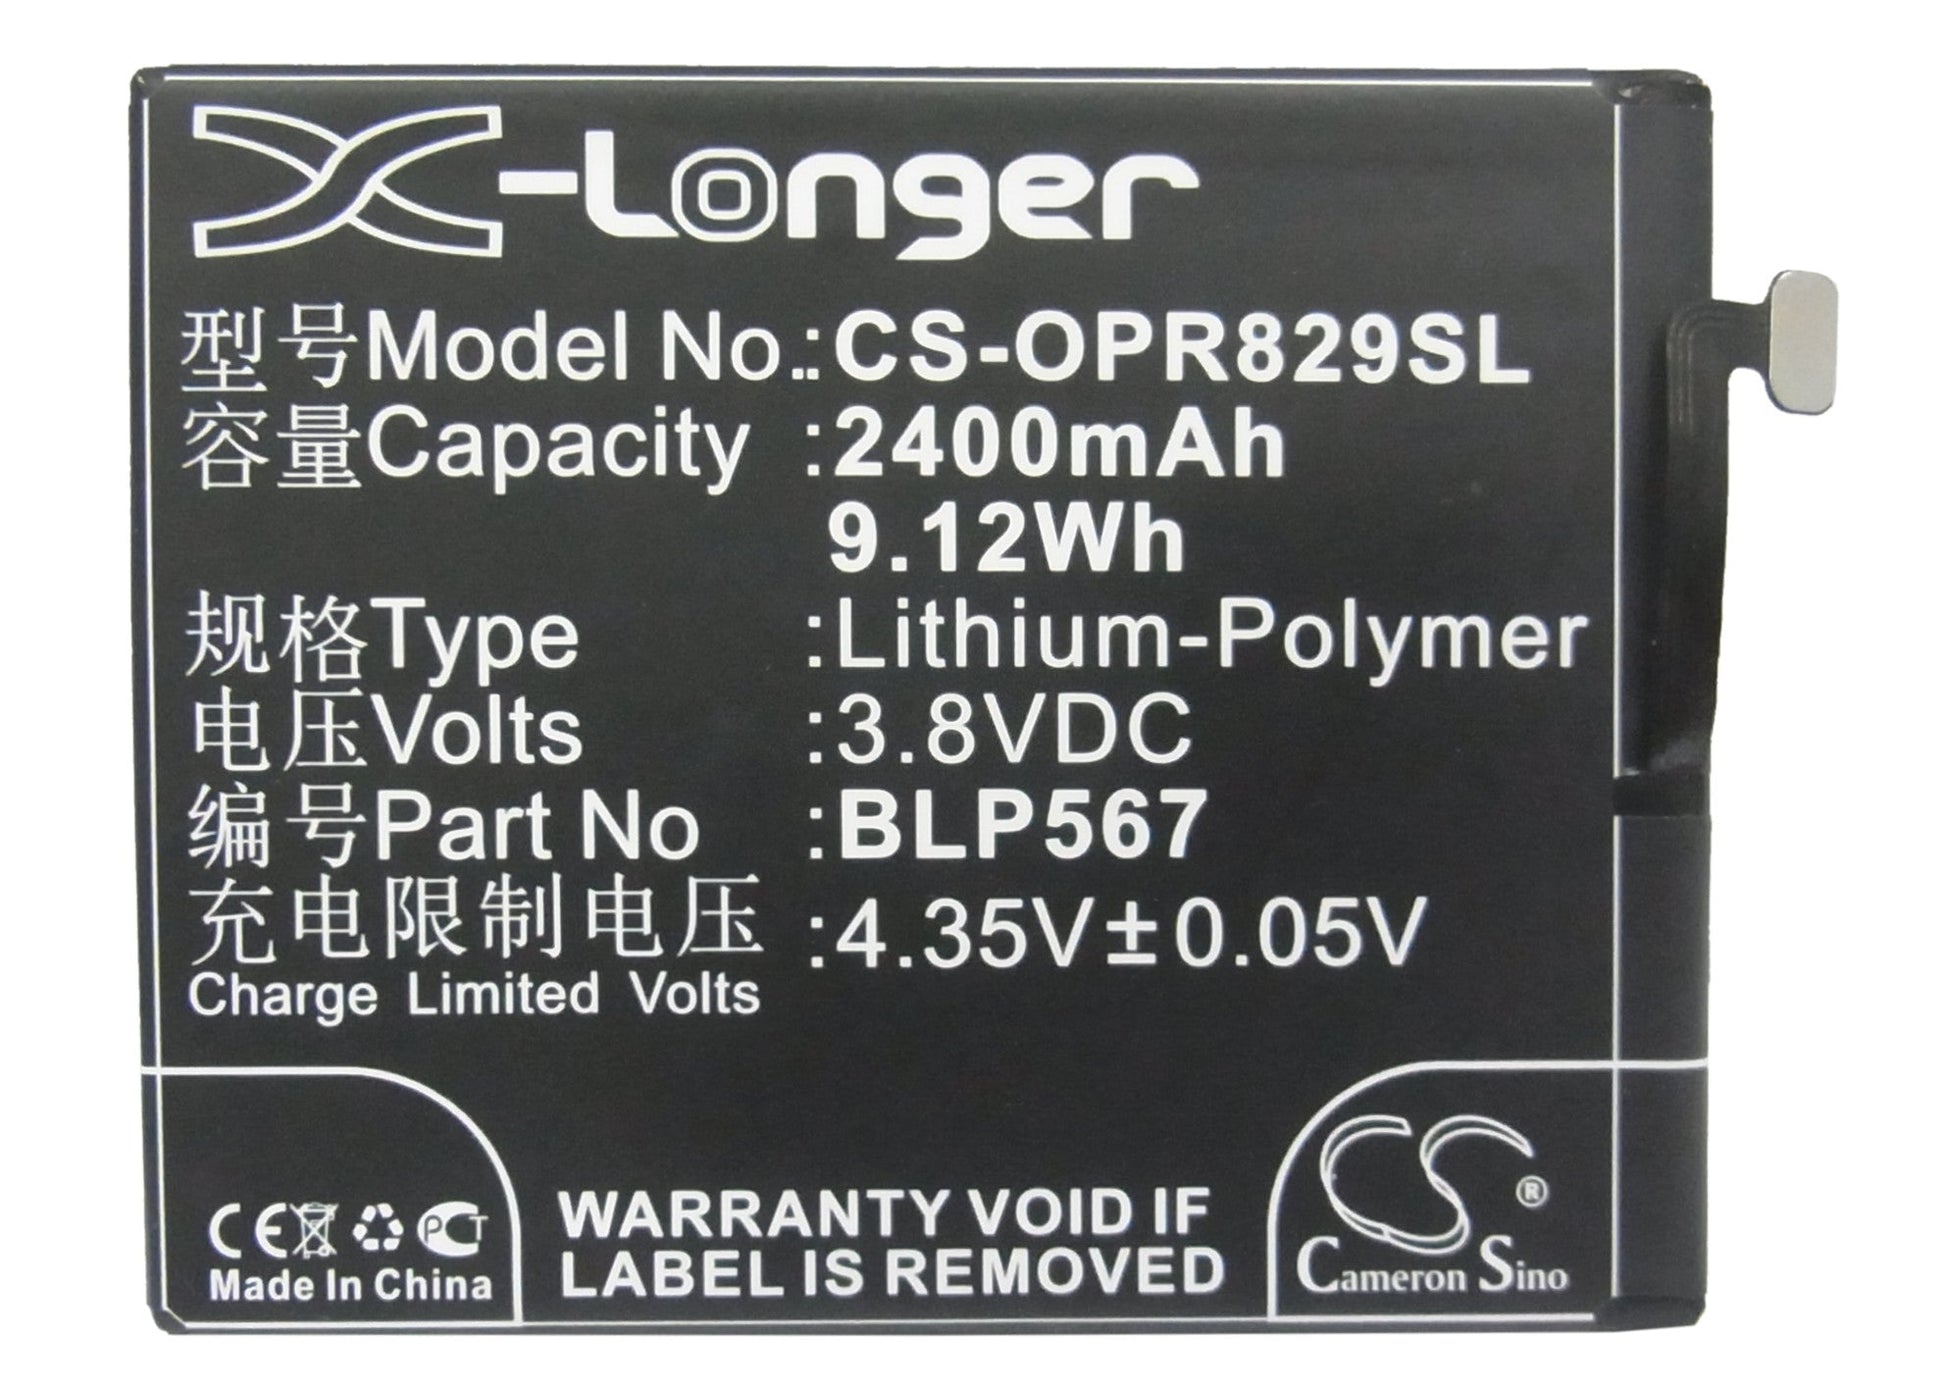 X-Longer
型号Model No.:CS-OPR829SL
容量Capacity :2400mAh
9.12Wh
规格Type :Lithium-Polymer
电压Volts :3.8VDC
编号Part No :BLP567
充电限制电压 :4.35V±0.05V
Charge Limited Volts
CE PCT
Made In China
WARRANTY VOID IF
LABEL IS REMOVED
CS ®
Cameron Sino